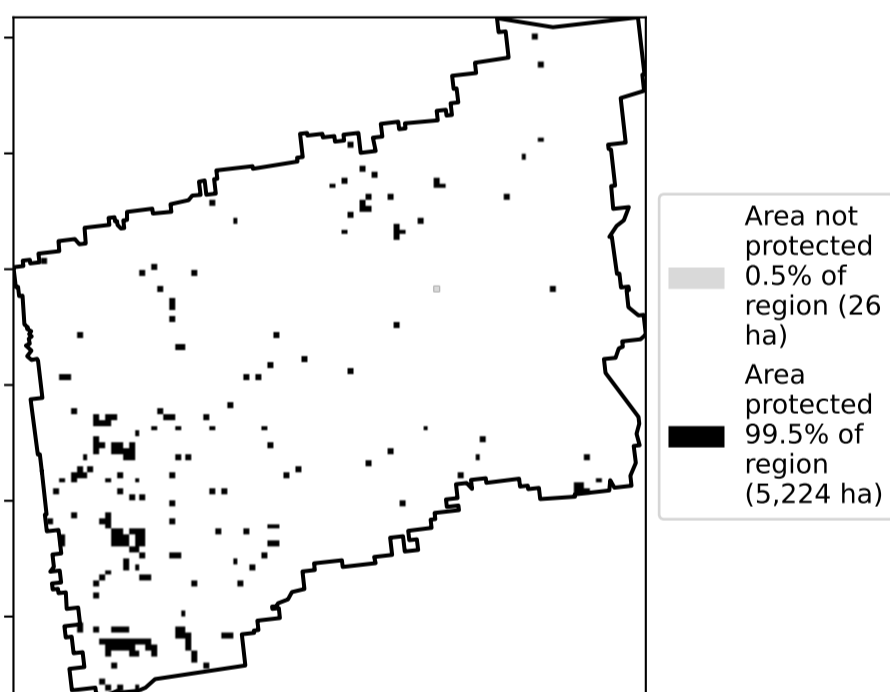 Area not
protected
0.5% of
region (26
ha)
Area
protected
99.5% of
region
(5,224 ha)